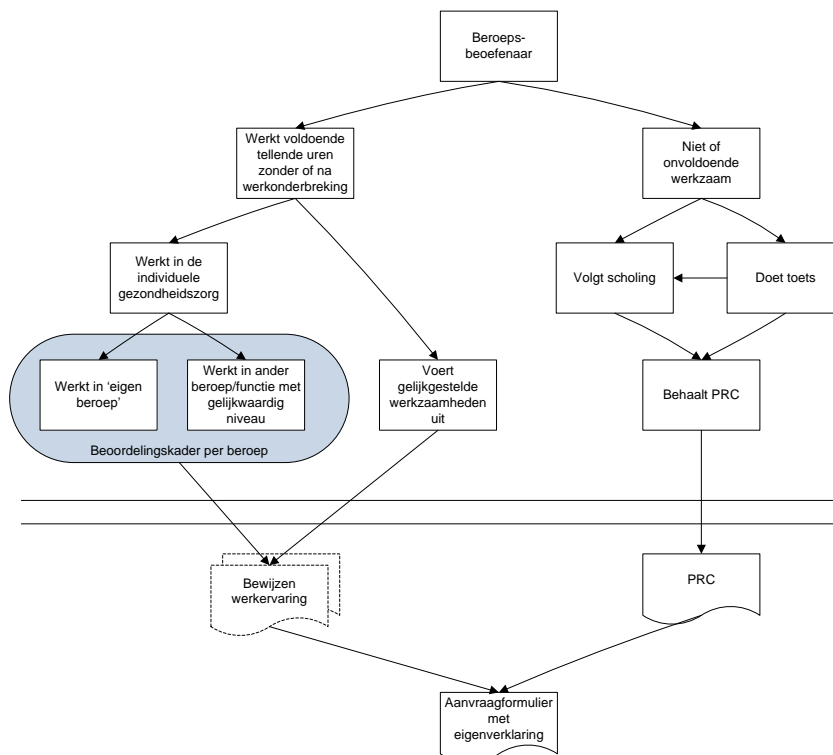 Beroeps-
beoefenaar
Werkt voldoende
tellende uren
zonder of na
werkonderbreking
Niet of
onvoldoende
werkzaam
Werkt in de
individuele
gezondheidszorg
Volgt scholing
Doet toets
Werkt in ‘eigen
beroep’
Werkt in ander
beroep/functie met
gelijkwaardig
niveau
Voert
gelijkgestelde
werkzaamheden
uit
Behaalt PRC
Beoordelingskader per beroep
Bewijzen
werkervaring
PRC
Aanvraagformulier
met
eigenverklaring